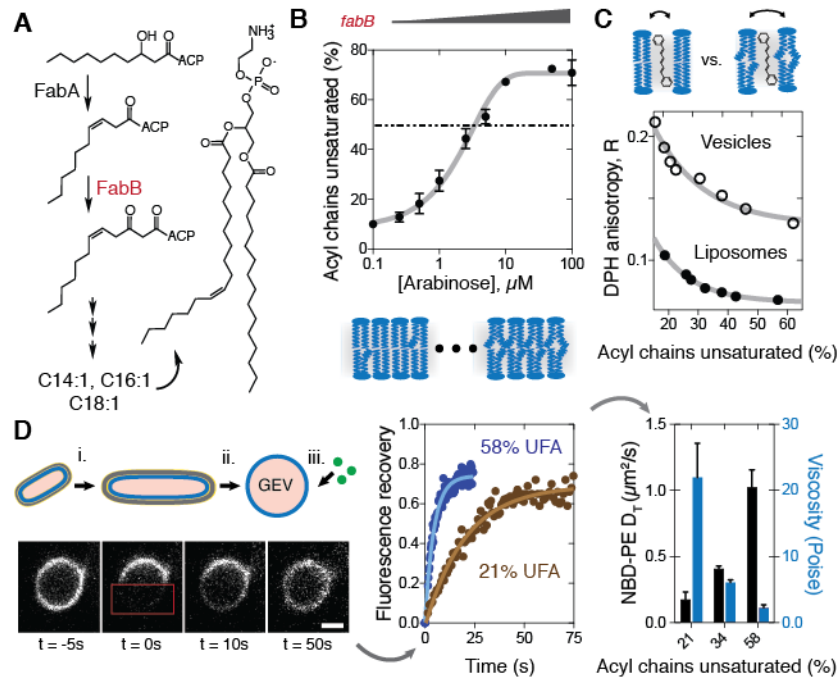 A
OH
O
ACP
FabA
O
ACP
FabB
O
O
ACP
C14:1, C16:1
C18:1
NH3+
O
O-
P
O
O
O
O
O
O
B
fabB
Acyl chains unsaturated (%)
80
60
40
20
0
0.1
1
10
100
[Arabinose], µM
C
vs.
DPH anisotropy, R
0.2
0.1
Vesicles
Liposomes
20
30
40
50
60
Acyl chains unsaturated (%)
D
i.
ii.
iii.
GEV
t = -5s
t = 0s
t = 10s
t = 50s
Fluorescence recovery
1.0
0.8
0.6
0.4
0.2
0.0
58% UFA
21% UFA
0
25
50
75
Time (s)
NBD-PE DT (µm²/s)
1.5
1.0
0.5
0.0
30
20
10
0
Viscosity (Poise)
21
34
58
Acyl chains unsaturated (%)